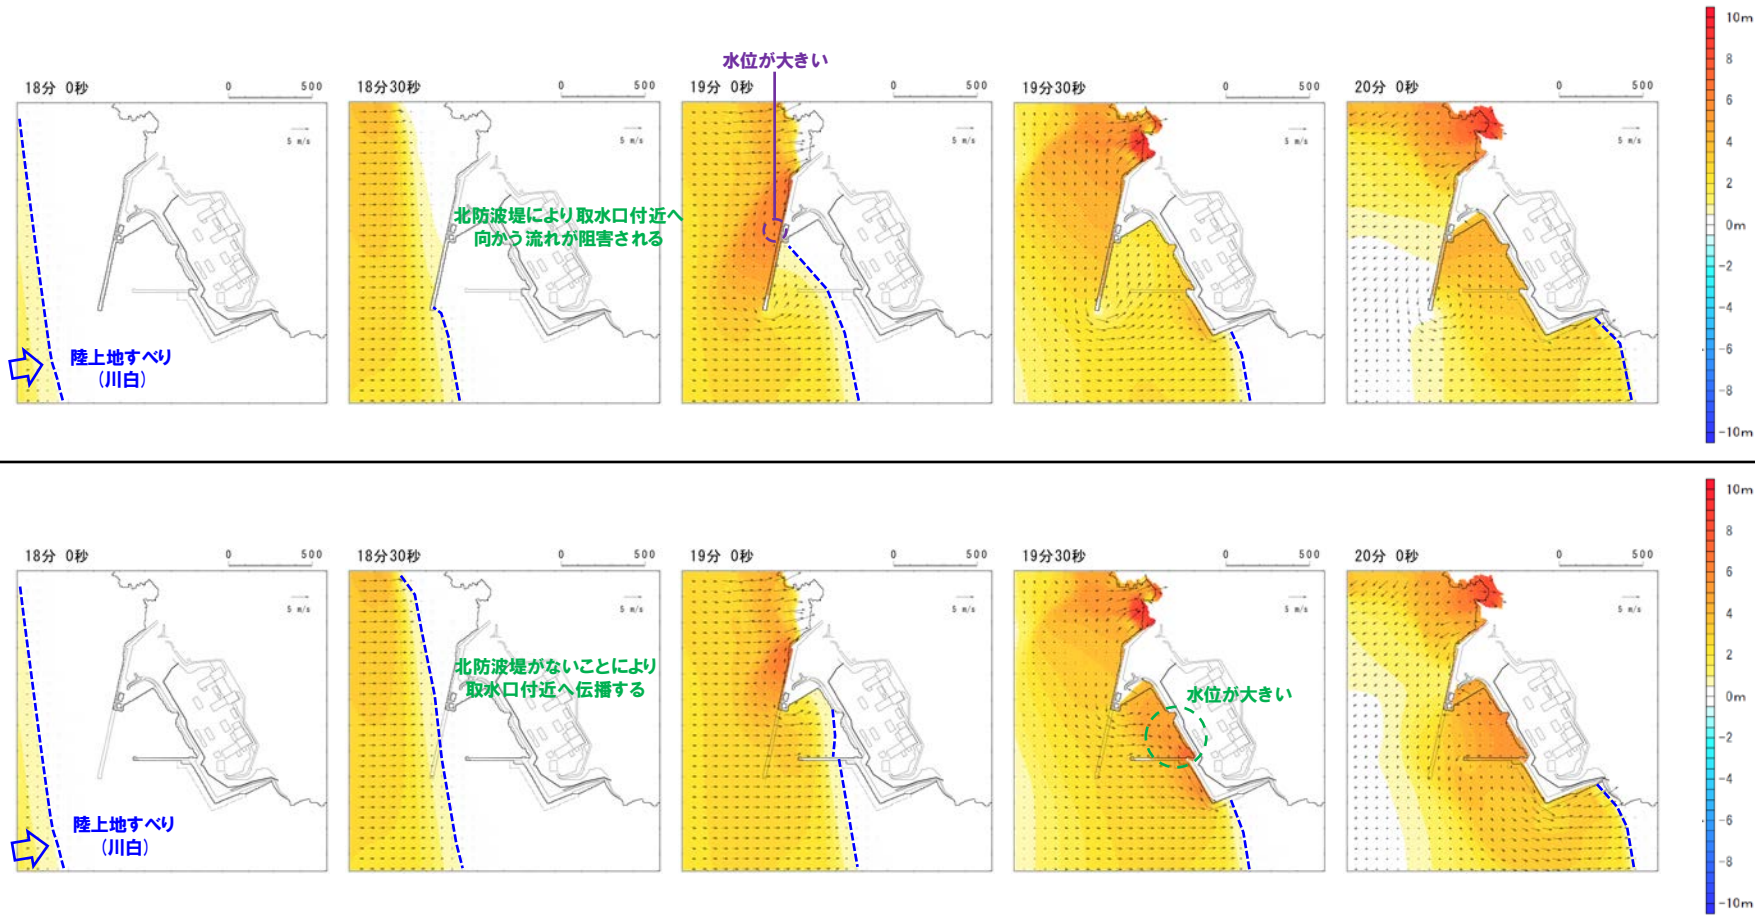 水位が大きい
18分 0秒
0 500
18分30秒
0 500
19分 0秒
0 500
19分30秒
0 500
20分 0秒
0 500
5 m/s
5 m/s
5 m/s
5 m/s
5 m/s
北防波堤により取水口付近へ
向かう流れが阻害される
陸上地すべり
(川白)
10m
8
6
4
2
0m
-2
-4
-6
-8
-10m
18分 0秒
0 500
18分30秒
0 500
19分 0秒
0 500
19分30秒
0 500
20分 0秒
0 500
5 m/s
5 m/s
5 m/s
5 m/s
5 m/s
北防波堤がないことにより
取水口付近へ伝播する
水位が大きい
陸上地すべり
(川白)
10m
8
6
4
2
0m
-2
-4
-6
-8
-10m